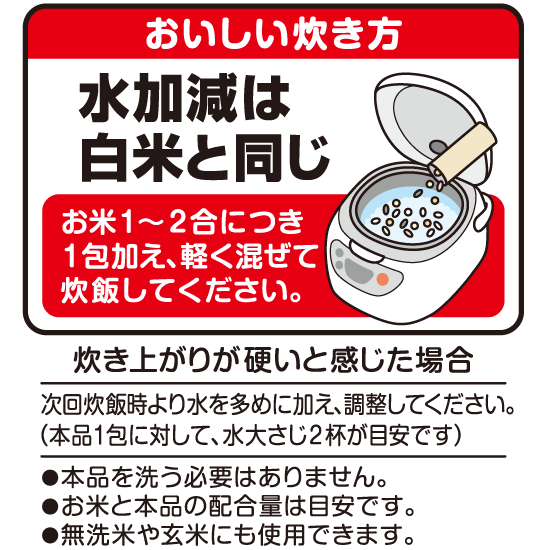 おいしい炊き方
水加減は
白米と同じ
お米1～2合につき
1包加え、軽く混ぜて
炊飯してください。
炊き上がりが硬いと感じた場合
次回炊飯時より水を多めに加え、調整してください。
（本品1包に対して、水大さじ2杯が目安です）
●本品を洗う必要はありません。
●お米と本品の配合量は目安です。
●無洗米や玄米にも使用できます。